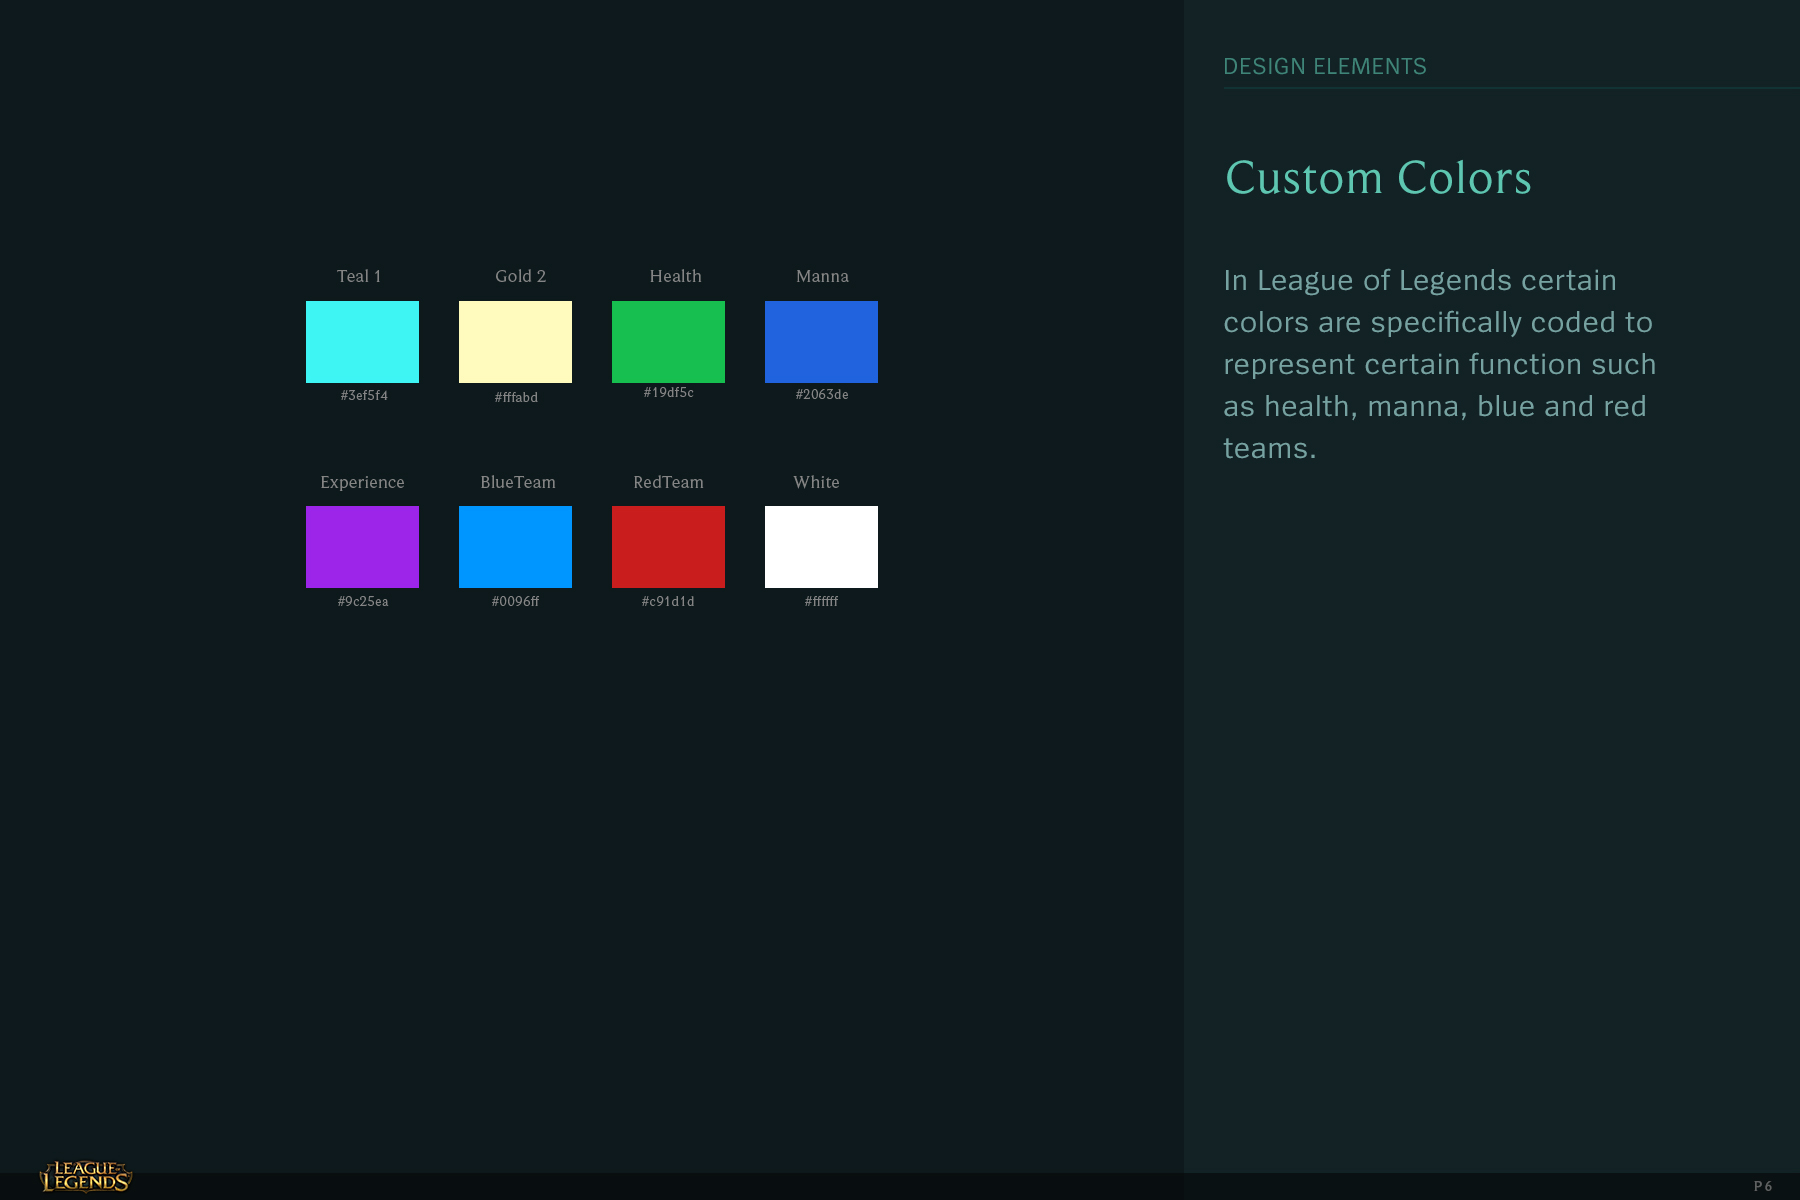 DESIGN ELEMENTS
Custom Colors
In League of Legends certain
colors are specifically coded to
represent certain function such
as health, manna, blue and red
teams.
Teal 1
Gold 2
Health
Manna
#3ef5f4
#fffabd
#19df5c
#2063de
Experience
BlueTeam
RedTeam
White
#9c25ea
#0096ff
#c91d1d
#ffffff
LEAGUE OF
LEGENDS
P 6